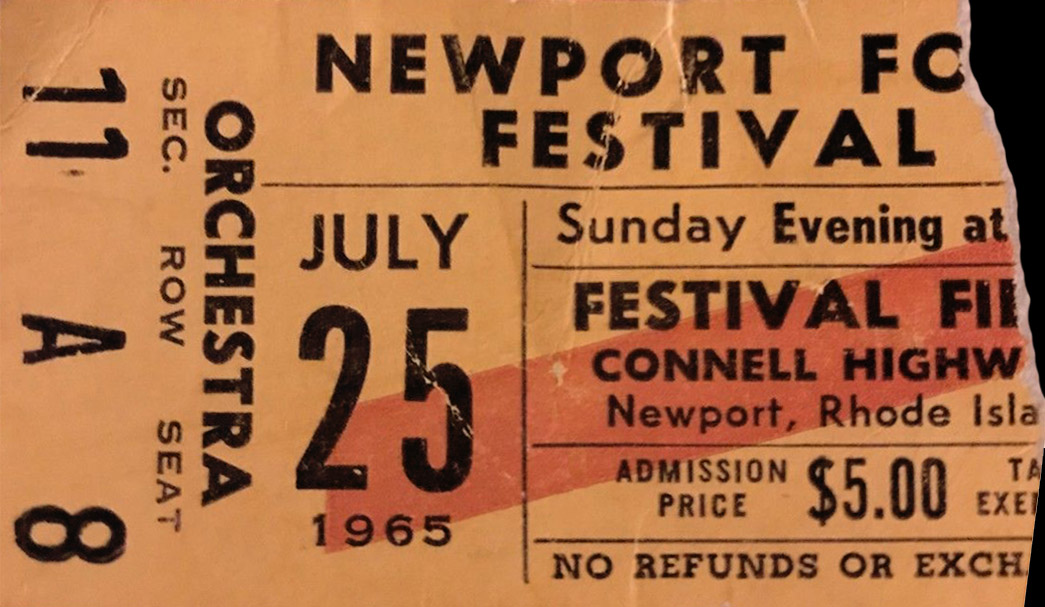 NEWPORT FO
FESTIVAL
ORCHESTRA
SEC. ROW SEAT
11 A 8
JULY
25
1965
Sunday Evening at
FESTIVAL FI
CONNELL HIGHW
Newport, Rhode Isla
ADMISSION
PRICE
$5.00
TA
EXE
NO REFUNDS OR EXCH